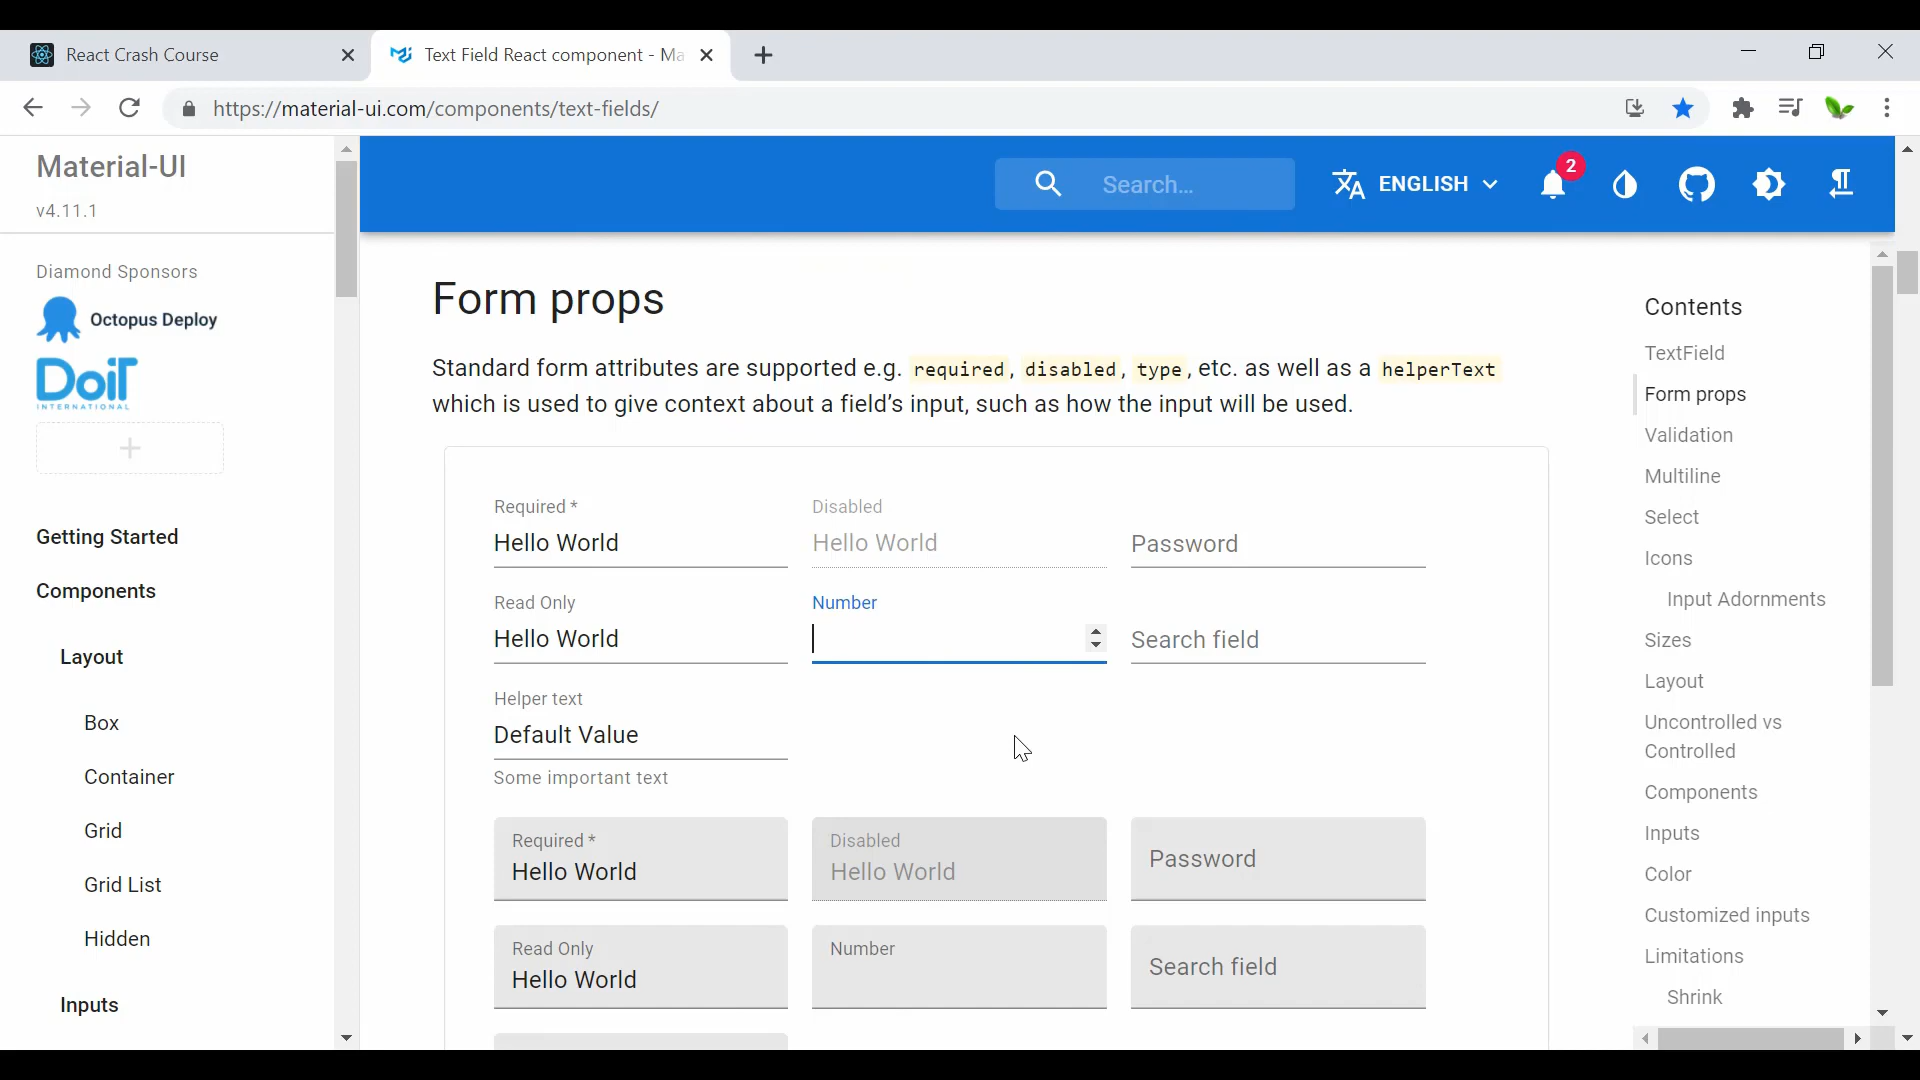 React Crash Course
Text Field React component - Ma
https://material-ui.com/components/text-fields/
Material-UI
v4.11.1
Search…
ENGLISH
2
Diamond Sponsors
Octopus Deploy
DoiT
INTERNATIONAL
+
Getting Started
Components
Layout
Box
Container
Grid
Grid List
Hidden
Inputs
Form props
Standard form attributes are supported e.g. required, disabled, type, etc. as well as a helperText
which is used to give context about a field’s input, such as how the input will be used.
Required *
Hello World
Disabled
Hello World
Password
Read Only
Hello World
Number
Search field
Helper text
Default Value
Some important text
Required *
Hello World
Disabled
Hello World
Password
Read Only
Hello World
Number
Search field
Contents
TextField
Form props
Validation
Multiline
Select
Icons
Input Adornments
Sizes
Layout
Uncontrolled vs
Controlled
Components
Inputs
Color
Customized inputs
Limitations
Shrink